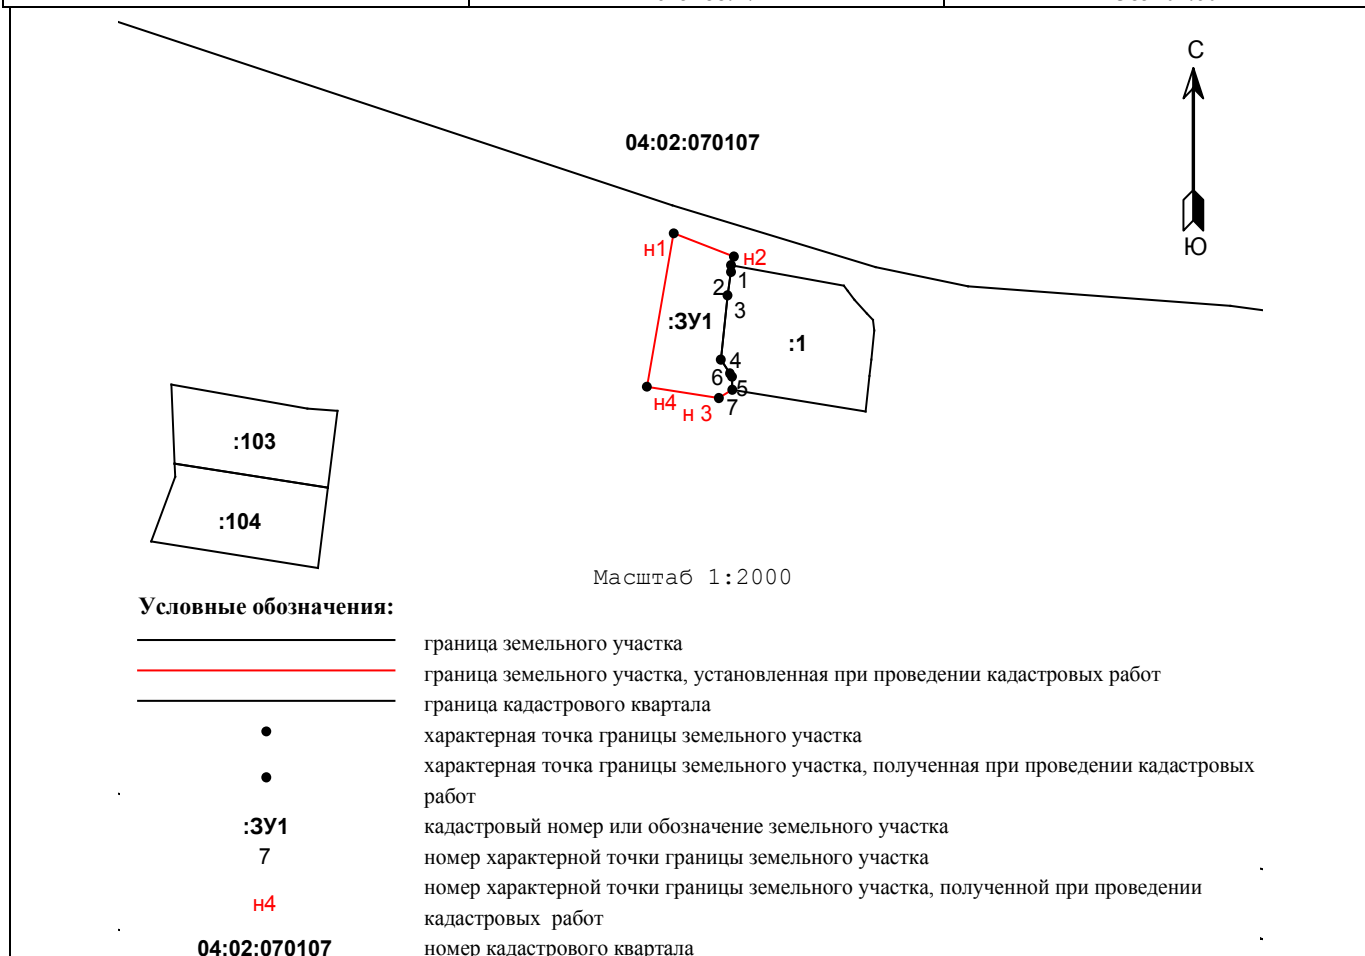 С
04:02:070107
Ю
н1
н2
1
2
3
:ЗУ1
:1
4
6
5
н4
н 3
7
:103
:104
Масштаб 1:2000
Условные обозначения:
граница земельного участка
граница земельного участка, установленная при проведении кадастровых работ
граница кадастрового квартала
характерная точка границы земельного участка
характерная точка границы земельного участка, полученная при проведении кадастровых
работ
:ЗУ1 кадастровый номер или обозначение земельного участка
7 номер характерной точки границы земельного участка
номер характерной точки границы земельного участка, полученной при проведении
н4
кадастровых работ
04:02:070107 номер кадастрового квартала